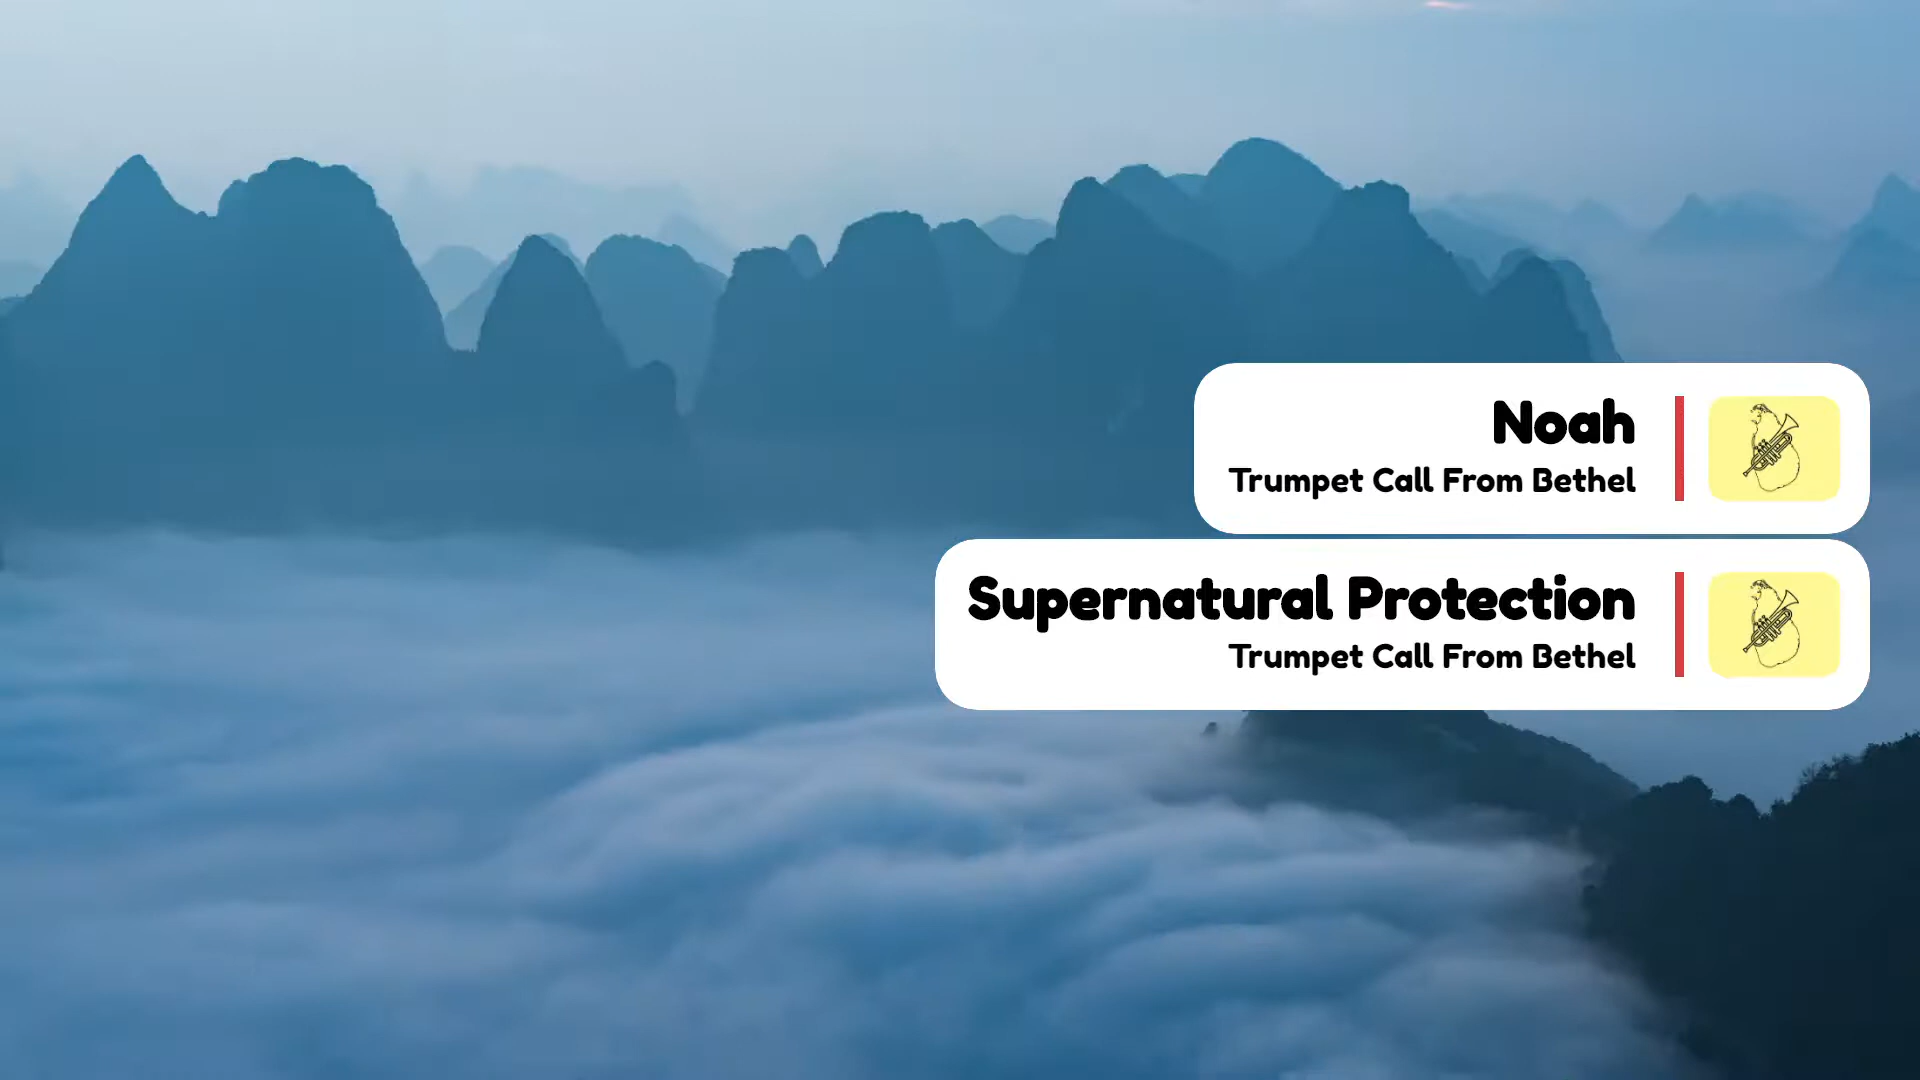 Noah
Trumpet Call From Bethel
Supernatural Protection
Trumpet Call From Bethel